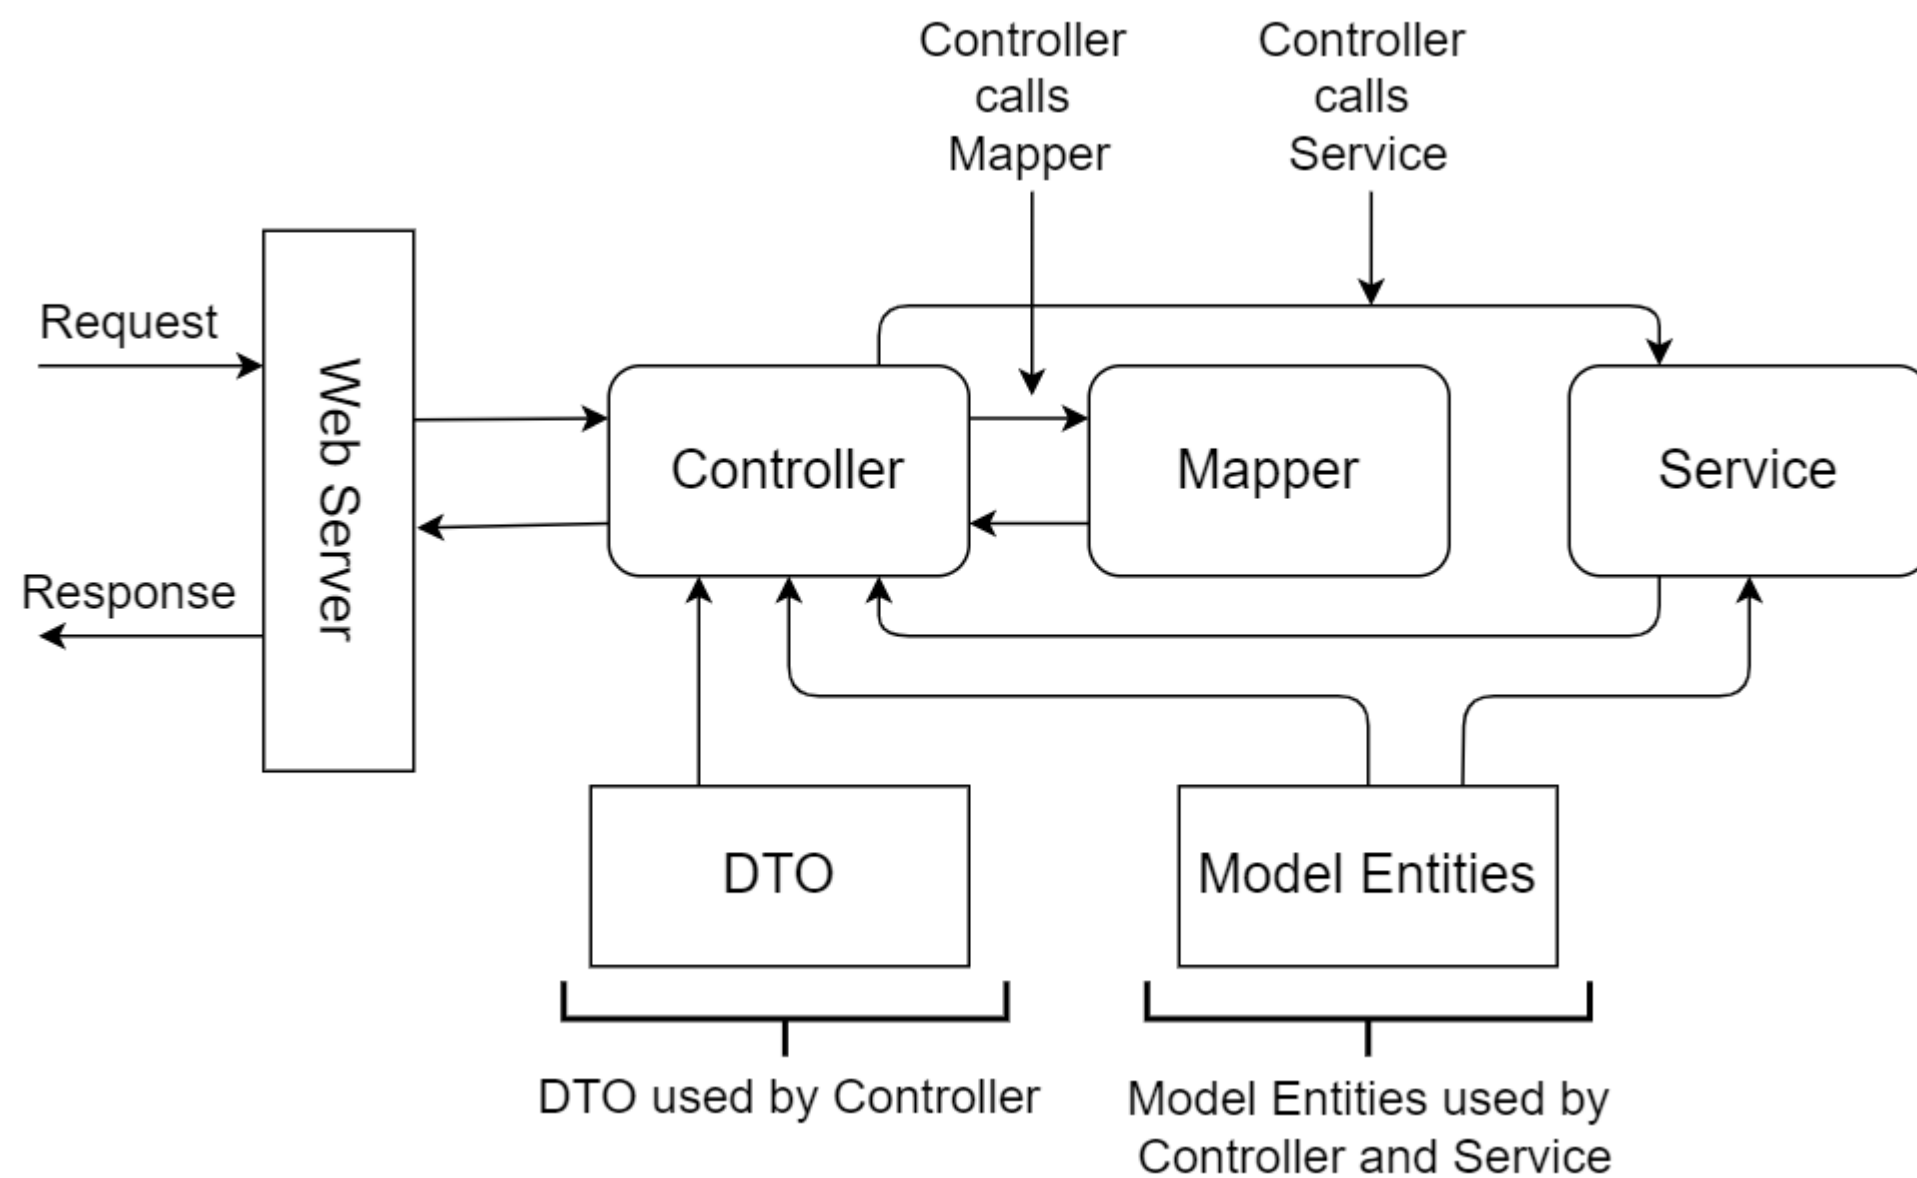 Controller
calls
Mapper
Controller
calls
Service
Request
Web Server
Response
Controller
Mapper
Service
DTO
Model Entities
DTO used by Controller
Model Entities used by
Controller and Service